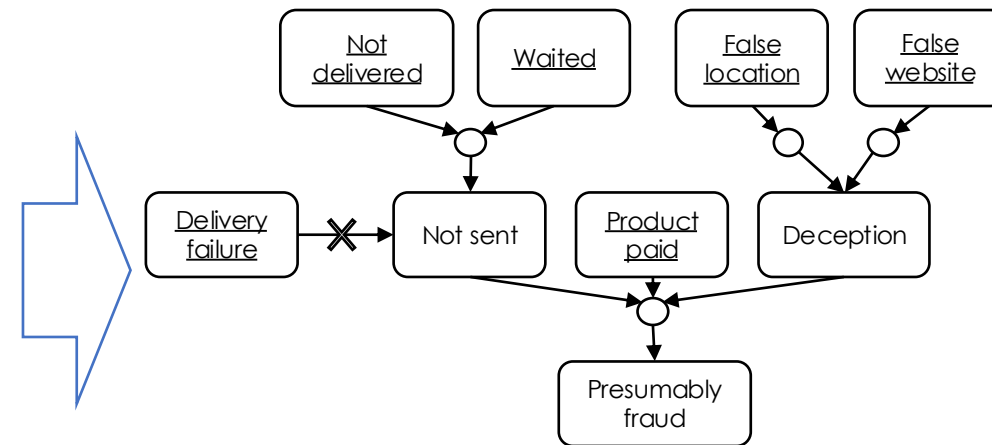 Not
delivered
Waited
False
location
False
website
Delivery
failure
Not sent
Product
paid
Deception
Presumably
fraud